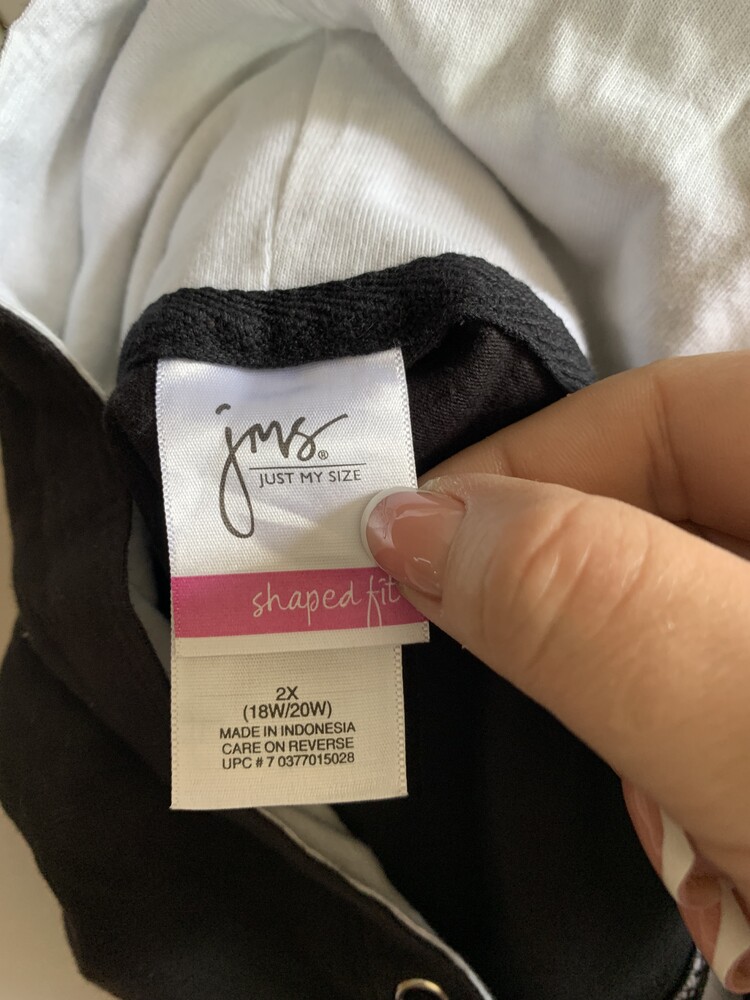 jms®
JUST MY SIZE
shaped fit
2X
(18W/20W)
MADE IN INDONESIA
CARE ON REVERSE
UPC # 7 0377015028